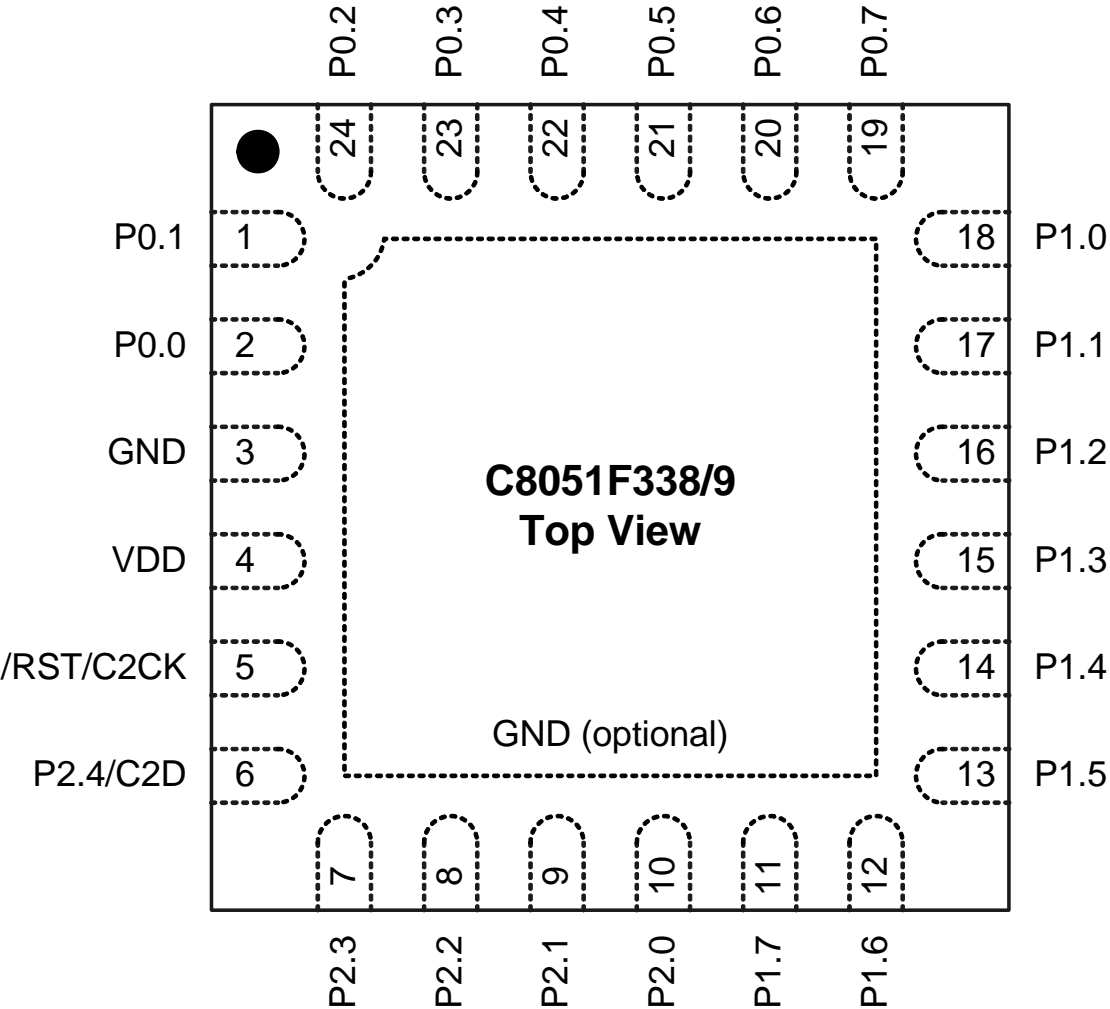 P0.2 P0.3 P0.4 P0.5 P0.6 P0.7
24 23 22 21 20 19
P0.1 1 18 P1.0
P0.0 2 17 P1.1
GND 3 16 P1.2
C8051F338/9
Top View
VDD 4 15 P1.3
/RST/C2CK 5 14 P1.4
GND (optional)
P2.4/C2D 6 13 P1.5
7 8 9 10 11 12
P2.3 P2.2 P2.1 P2.0 P1.7 P1.6